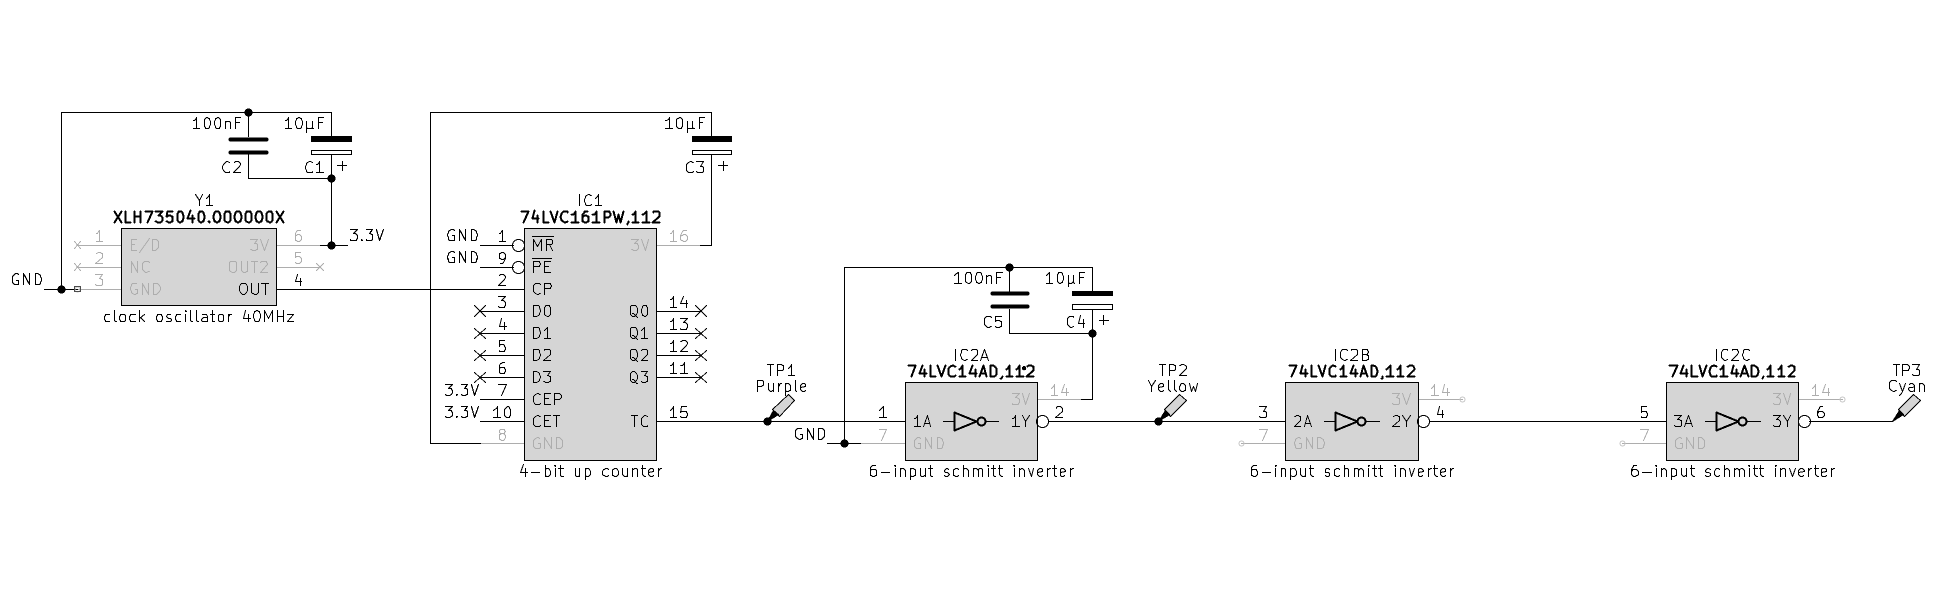 100nF
10µF
C2
C1
+
Y1
XLH735040.000000X
1
E/D
3V
6
3.3V
2
NC
OUT2
5
GND
3
GND
OUT
4
clock oscillator 40MHz
10µF
C3
+
IC1
74LVC161PW,112
GND
1
MR
3V
16
GND
9
PE
2
CP
3
D0
Q0
14
4
D1
Q1
13
5
D2
Q2
12
6
D3
Q3
11
3.3V
7
CEP
3.3V
10
CET
TC
15
8
GND
4-bit up counter
TP1
Purple
100nF
10µF
C5
C4
+
IC2A
74LVC14AD,112
3V
14
1
1A
1Y
2
GND
7
GND
6-input schmitt inverter
TP2
Yellow
IC2B
74LVC14AD,112
3V
14
3
2A
2Y
4
7
GND
6-input schmitt inverter
IC2C
74LVC14AD,112
3V
14
5
3A
3Y
6
7
GND
6-input schmitt inverter
TP3
Cyan